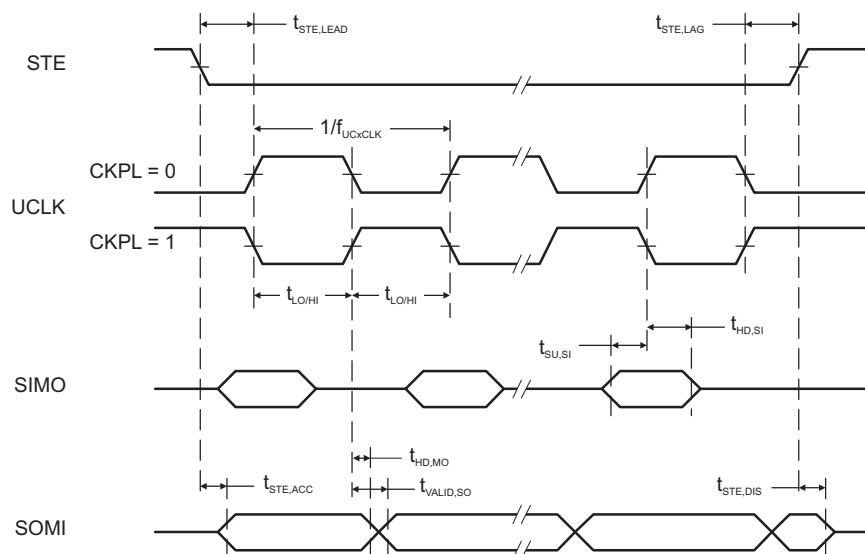 t_STE,LEAD
t_STE,LAG
STE
1/f_UCxCLK
CKPL = 0
UCLK
CKPL = 1
t_LO/HI t_LO/HI
t_HD,SI
t_SU,SI
SIMO
t_HD,MO
t_STE,ACC
t_VALID,SO
t_STE,DIS
SOMI